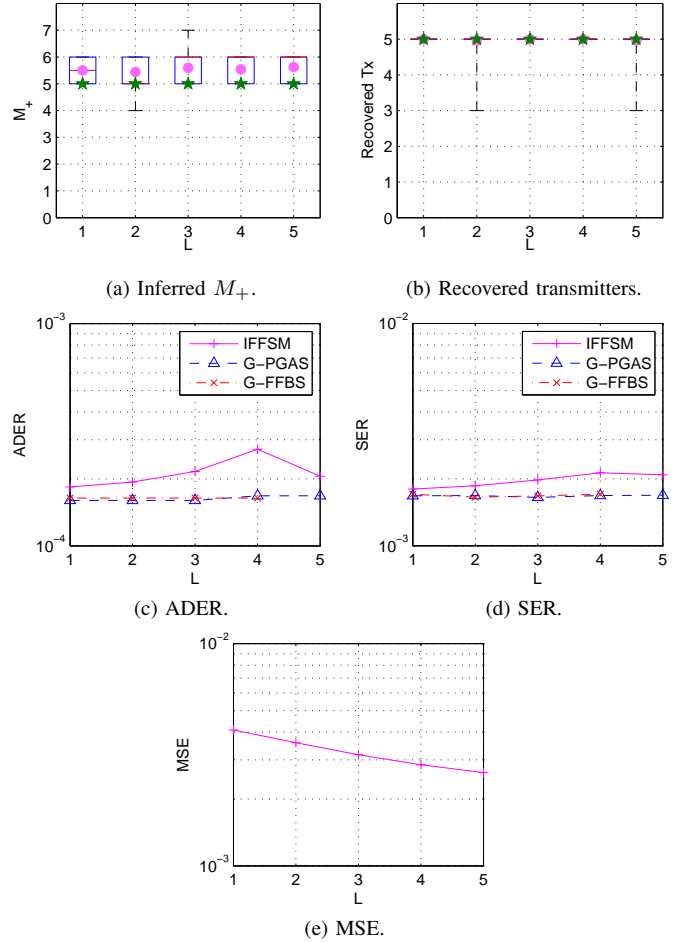 7
6
5
4
3
2
1
0
M+
1 2 3 4 5
L
(a) Inferred M+.
5
4
3
2
1
0
Recovered Tx
1 2 3 4 5
L
(b) Recovered transmitters.
10−3
10−4
ADER
IFFSM
G−PGAS
G−FFBS
1 2 3 4 5
L
(c) ADER.
10−2
10−3
SER
IFFSM
G−PGAS
G−FFBS
1 2 3 4 5
L
(d) SER.
10−2
10−3
MSE
1 2 3 4 5
L
(e) MSE.